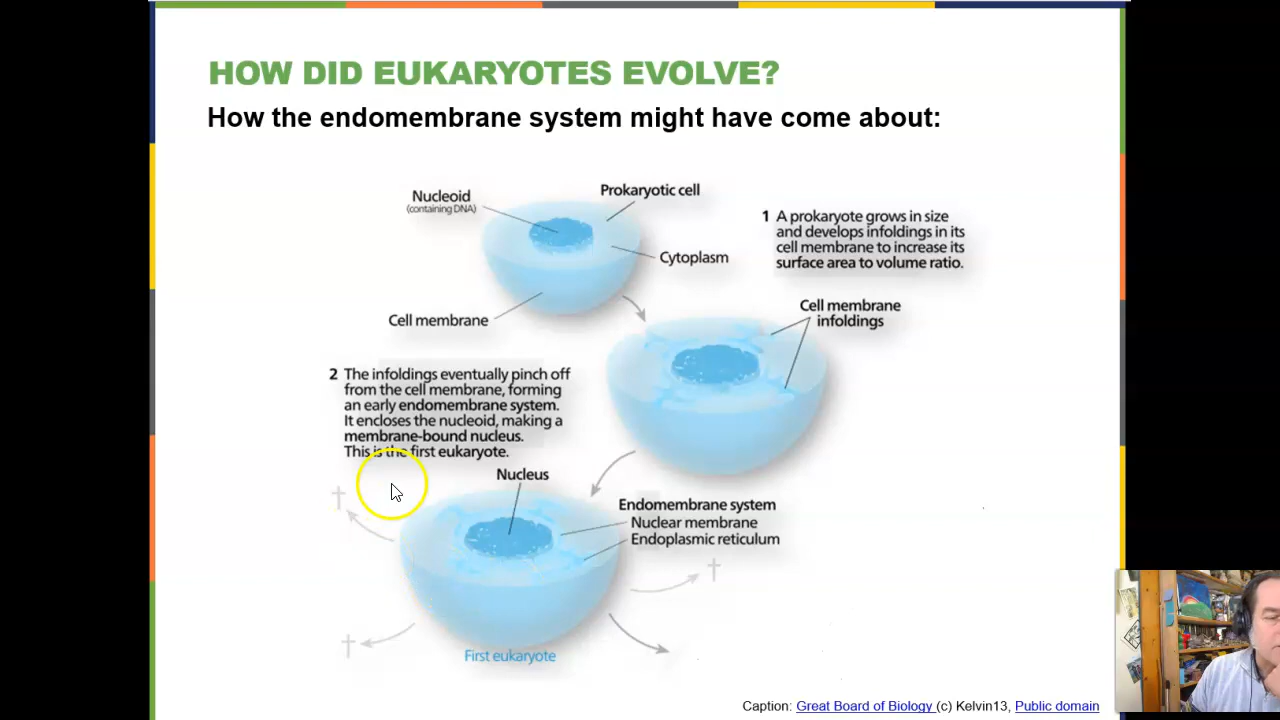 HOW DID EUKARYOTES EVOLVE?
How the endomembrane system might have come about:
Nucleoid
(containing DNA)
Prokaryotic cell
Cytoplasm
Cell membrane
1 A prokaryote grows in size
and develops infoldings in its
cell membrane to increase its
surface area to volume ratio.
Cell membrane
infoldings
2 The infoldings eventually pinch off
from the cell membrane, forming
an early endomembrane system.
It encloses the nucleoid, making a
membrane-bound nucleus.
This is the first eukaryote.
Nucleus
Endomembrane system
Nuclear membrane
Endoplasmic reticulum
First eukaryote
Caption: Great Board of Biology (c) Kelvin13, Public domain